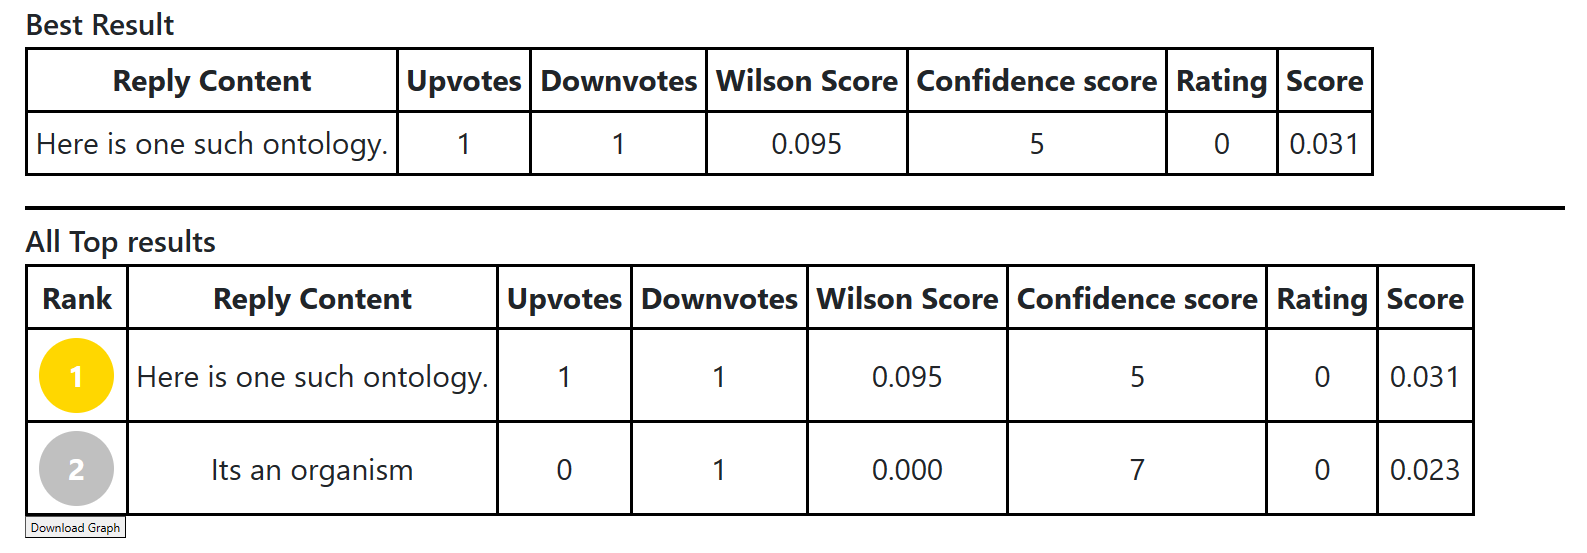 Best Result
Reply Content Upvotes Downvotes Wilson Score Confidence score Rating Score
Here is one such ontology. 1 1 0.095 5 0 0.031
All Top results
Rank Reply Content Upvotes Downvotes Wilson Score Confidence score Rating Score
1 Here is one such ontology. 1 1 0.095 5 0 0.031
2 Its an organism 0 1 0.000 7 0 0.023
Download Graph